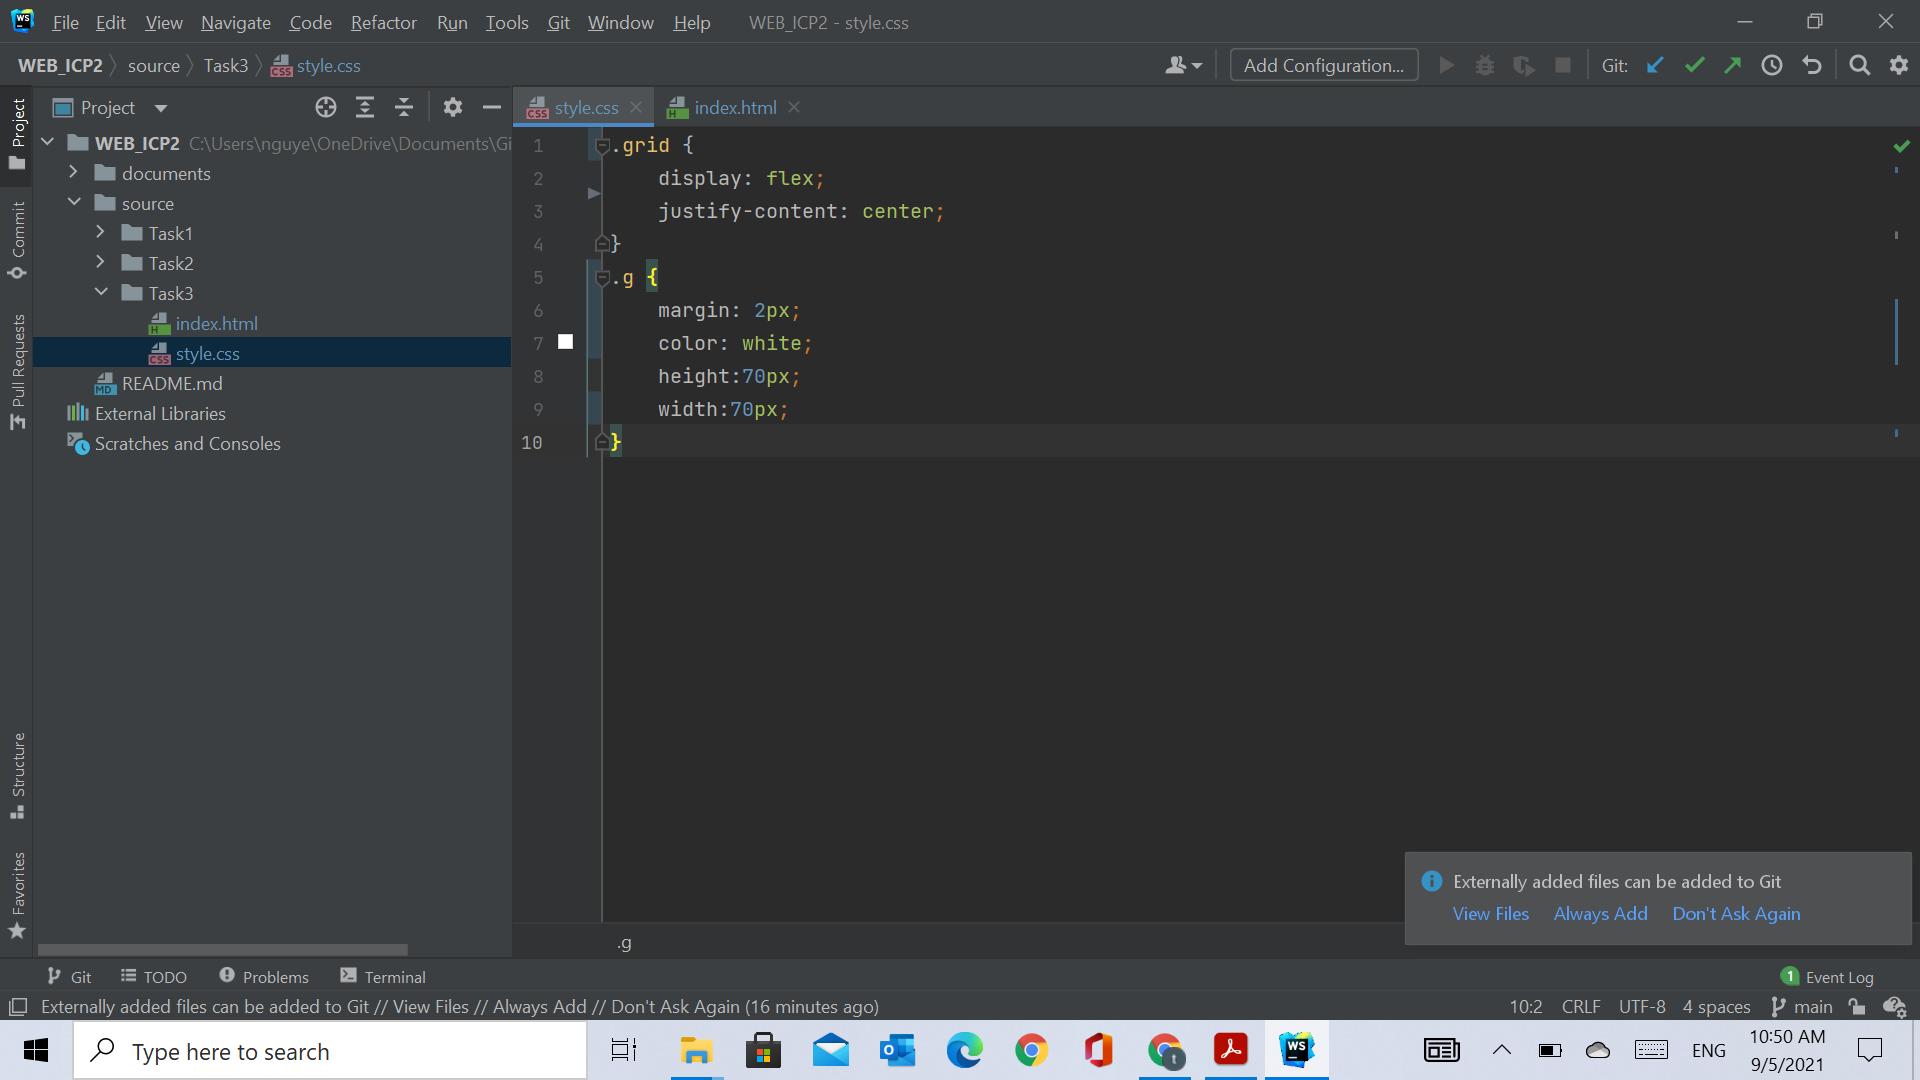 File Edit View Navigate Code Refactor Run Tools Git Window Help WEB_ICP2 - style.css
WEB_ICP2 source Task3 style.css Add Configuration... Git:
Project
style.css index.html
WEB_ICP2 C:\Users\nguye\OneDrive\Documents\Gi
documents
source
Task1
Task2
Task3
index.html
style.css
README.md
External Libraries
Scratches and Consoles
Project
Commit
Pull Requests
Structure
Favorites
1 .grid {
2 display: flex;
3 justify-content: center;
4 }
5 .g {
6 margin: 2px;
7 color: white;
8 height:70px;
9 width:70px;
10 }
.g
Externally added files can be added to Git
View Files Always Add Don't Ask Again
Git TODO Problems Terminal 1 Event Log
Externally added files can be added to Git // View Files // Always Add // Don't Ask Again (16 minutes ago) 10:2 CRLF UTF-8 4 spaces main
Type here to search
ENG
10:50 AM
9/5/2021